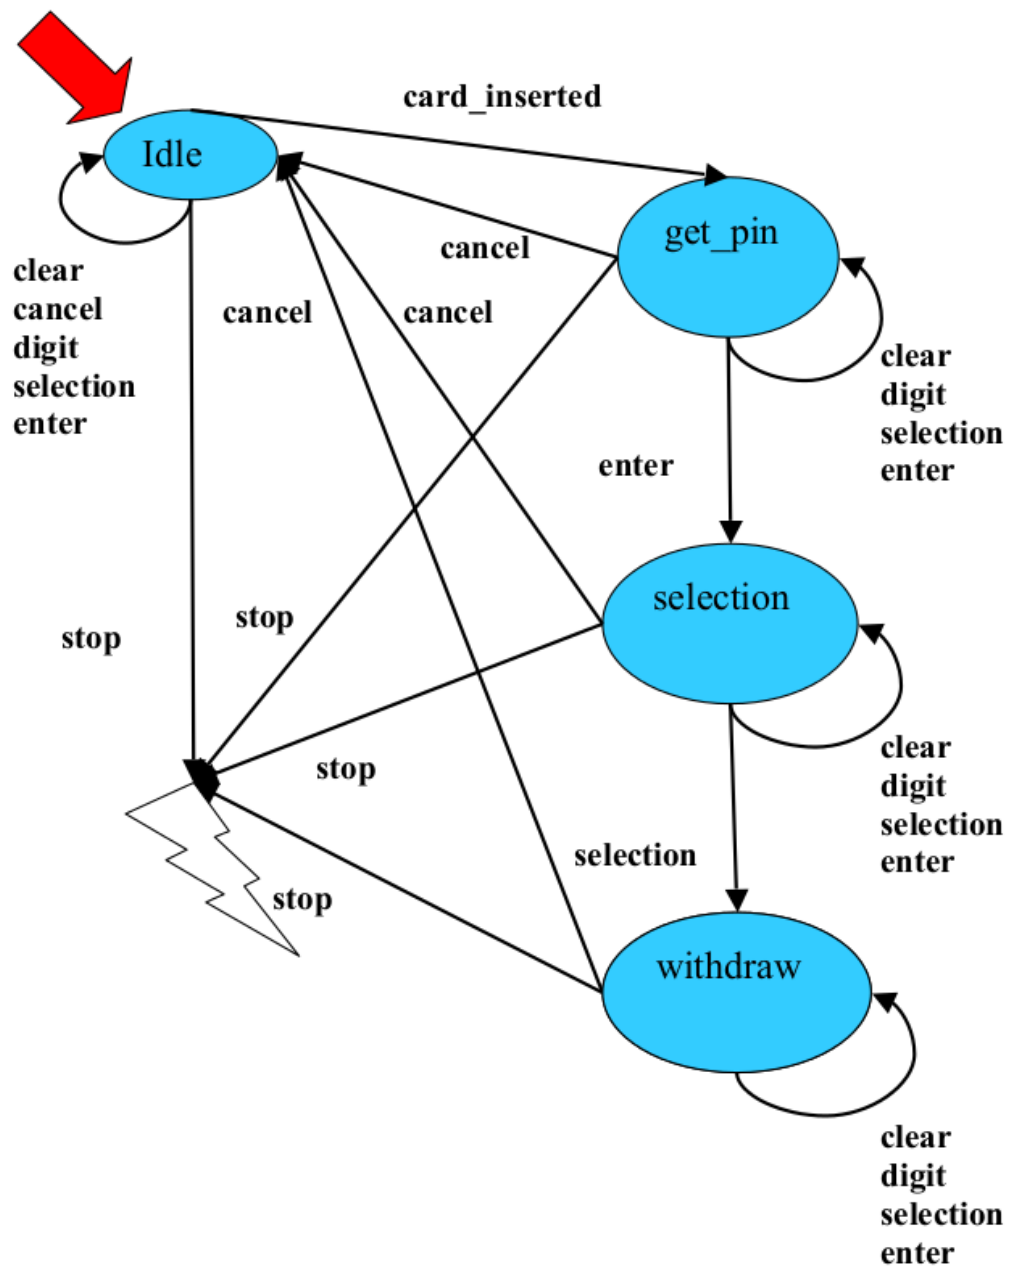 card_inserted
Idle
get_pin
cancel
clear
cancel
digit
selection
enter
cancel
cancel
clear
digit
selection
enter
enter
selection
stop
stop
clear
digit
selection
enter
stop
selection
stop
withdraw
clear
digit
selection
enter